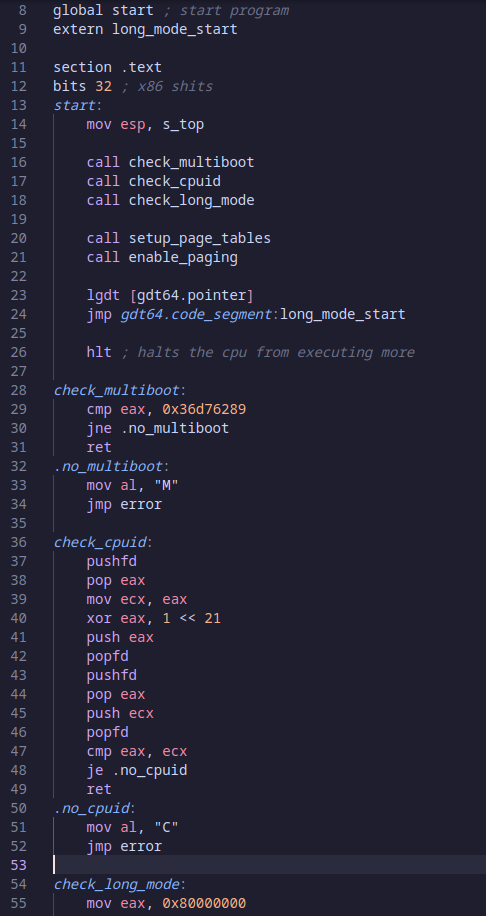 8 global start ; start program
9 extern long_mode_start
10
11 section .text
12 bits 32 ; x86 shits
13 start:
14     mov esp, s_top
15
16     call check_multiboot
17     call check_cpuid
18     call check_long_mode
19
20     call setup_page_tables
21     call enable_paging
22
23     lgdt [gdt64.pointer]
24     jmp gdt64.code_segment:long_mode_start
25
26     hlt ; halts the cpu from executing more
27
28 check_multiboot:
29     cmp eax, 0x36d76289
30     jne .no_multiboot
31     ret
32 .no_multiboot:
33     mov al, "M"
34     jmp error
35
36 check_cpuid:
37     pushfd
38     pop eax
39     mov ecx, eax
40     xor eax, 1 << 21
41     push eax
42     popfd
43     pushfd
44     pop eax
45     push ecx
46     popfd
47     cmp eax, ecx
48     je .no_cpuid
49     ret
50 .no_cpuid:
51     mov al, "C"
52     jmp error
53
54 check_long_mode:
55     mov eax, 0x80000000